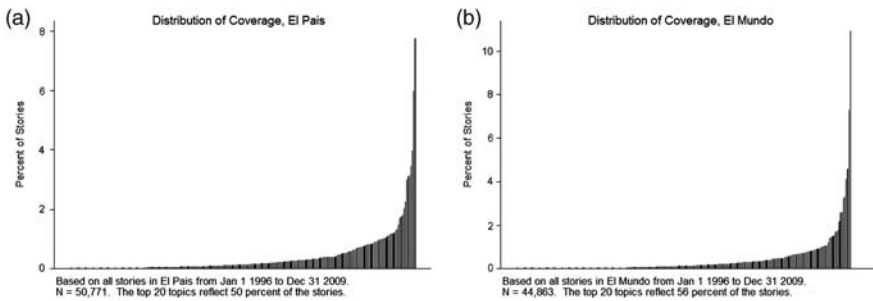 (a)
Distribution of Coverage, El Pais
8
6
4
2
0
Percent of Stories
Based on all stories in El Pais from Jan 1 1996 to Dec 31 2009.
N = 50,771. The top 20 topics reflect 50 percent of the stories.
(b)
Distribution of Coverage, El Mundo
10
8
6
4
2
0
Percent of Stories
Based on all stories in El Mundo from Jan 1 1996 to Dec 31 2009.
N = 44,863. The top 20 topics reflect 56 percent of the stories.